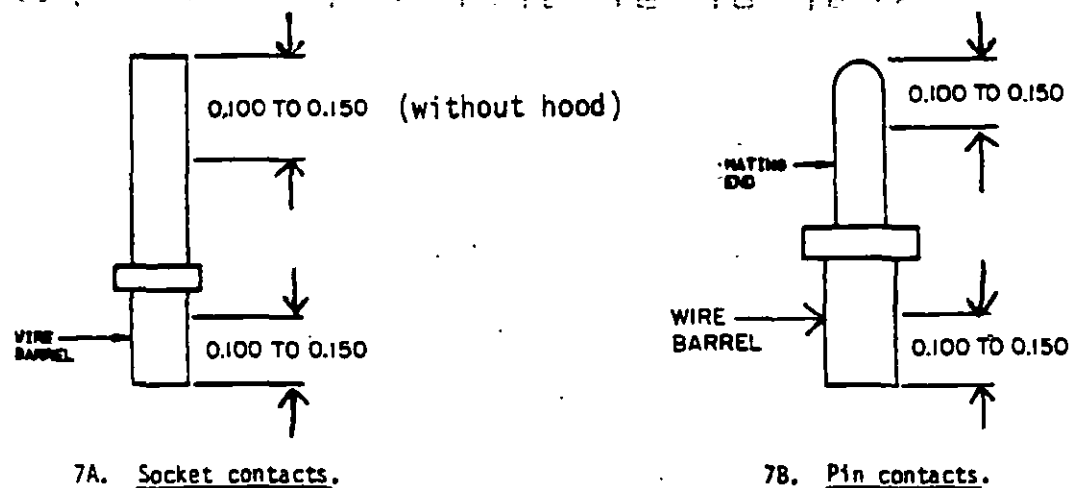 0.100 TO 0.150 (without hood)
0.100 TO 0.150
MATING
END
WIRE
BARREL
0.100 TO 0.150
WIRE
BARREL
0.100 TO 0.150
7A. Socket contacts.
7B. Pin contacts.